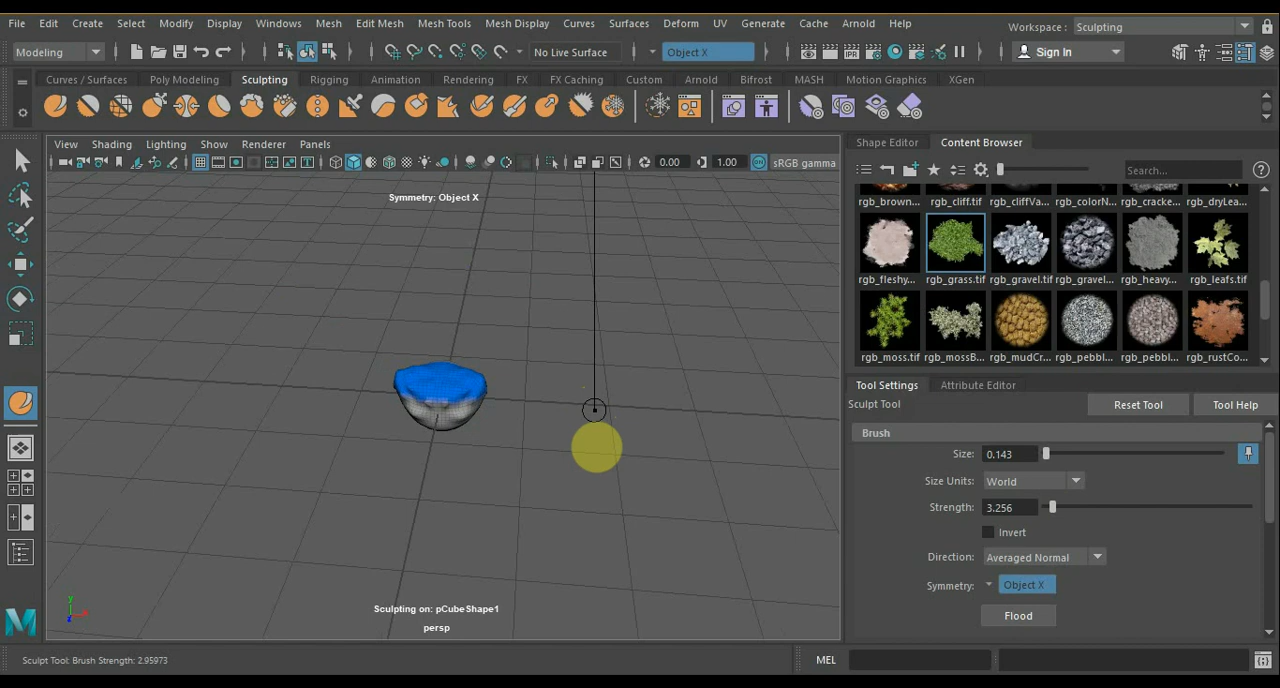 File Edit Create Select Modify Display Windows Mesh Edit Mesh Mesh Tools Mesh Display Curves Surfaces Deform UV Generate Cache Arnold Help
Workspace : Sculpting
Modeling No Live Surface Object X Sign In
Curves / Surfaces Poly Modeling Sculpting Rigging Animation Rendering FX FX Caching Custom Arnold Bifrost MASH Motion Graphics XGen
View Shading Lighting Show Renderer Panels
0.00 1.00 ON sRGB gamma
Symmetry: Object X
Sculpting on: pCubeShape1
persp
Shape Editor Content Browser
Search... ?
rgb_brown... rgb_cliff.tif rgb_cliffVa... rgb_colorN... rgb_cracke... rgb_dryLea...
rgb_fleshy... rgb_grass.tif rgb_gravel.tif rgb_gravel... rgb_heavy... rgb_leafs.tif
rgb_moss.tif rgb_mossB... rgb_mudCr... rgb_pebbl... rgb_pebbl... rgb_rustCo...
Tool Settings Attribute Editor
Sculpt Tool Reset Tool Tool Help
Brush
Size: 0.143
Size Units: World
Strength: 3.256
Invert
Direction: Averaged Normal
Symmetry: Object X
Flood
Sculpt Tool: Brush Strength: 2.95973
MEL